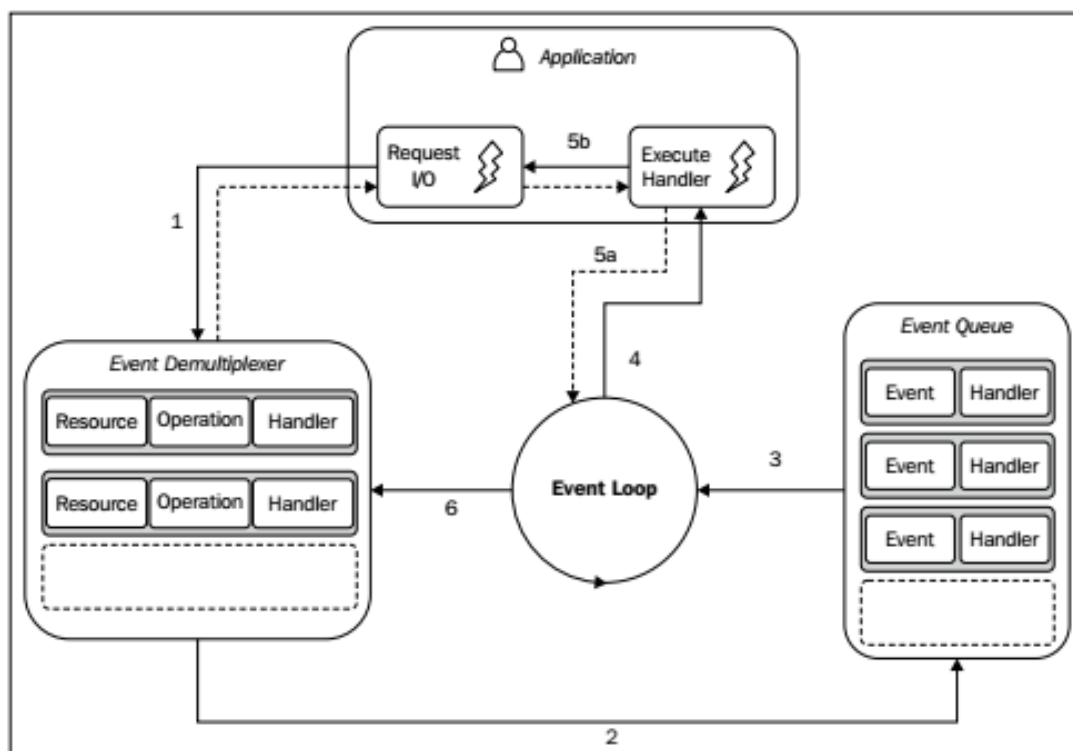 Application
Request
I/O
5b
Execute
Handler
1
5a
4
Event Demultiplexer
Resource Operation Handler
Resource Operation Handler
6
Event Loop
3
Event Queue
Event Handler
Event Handler
Event Handler
2